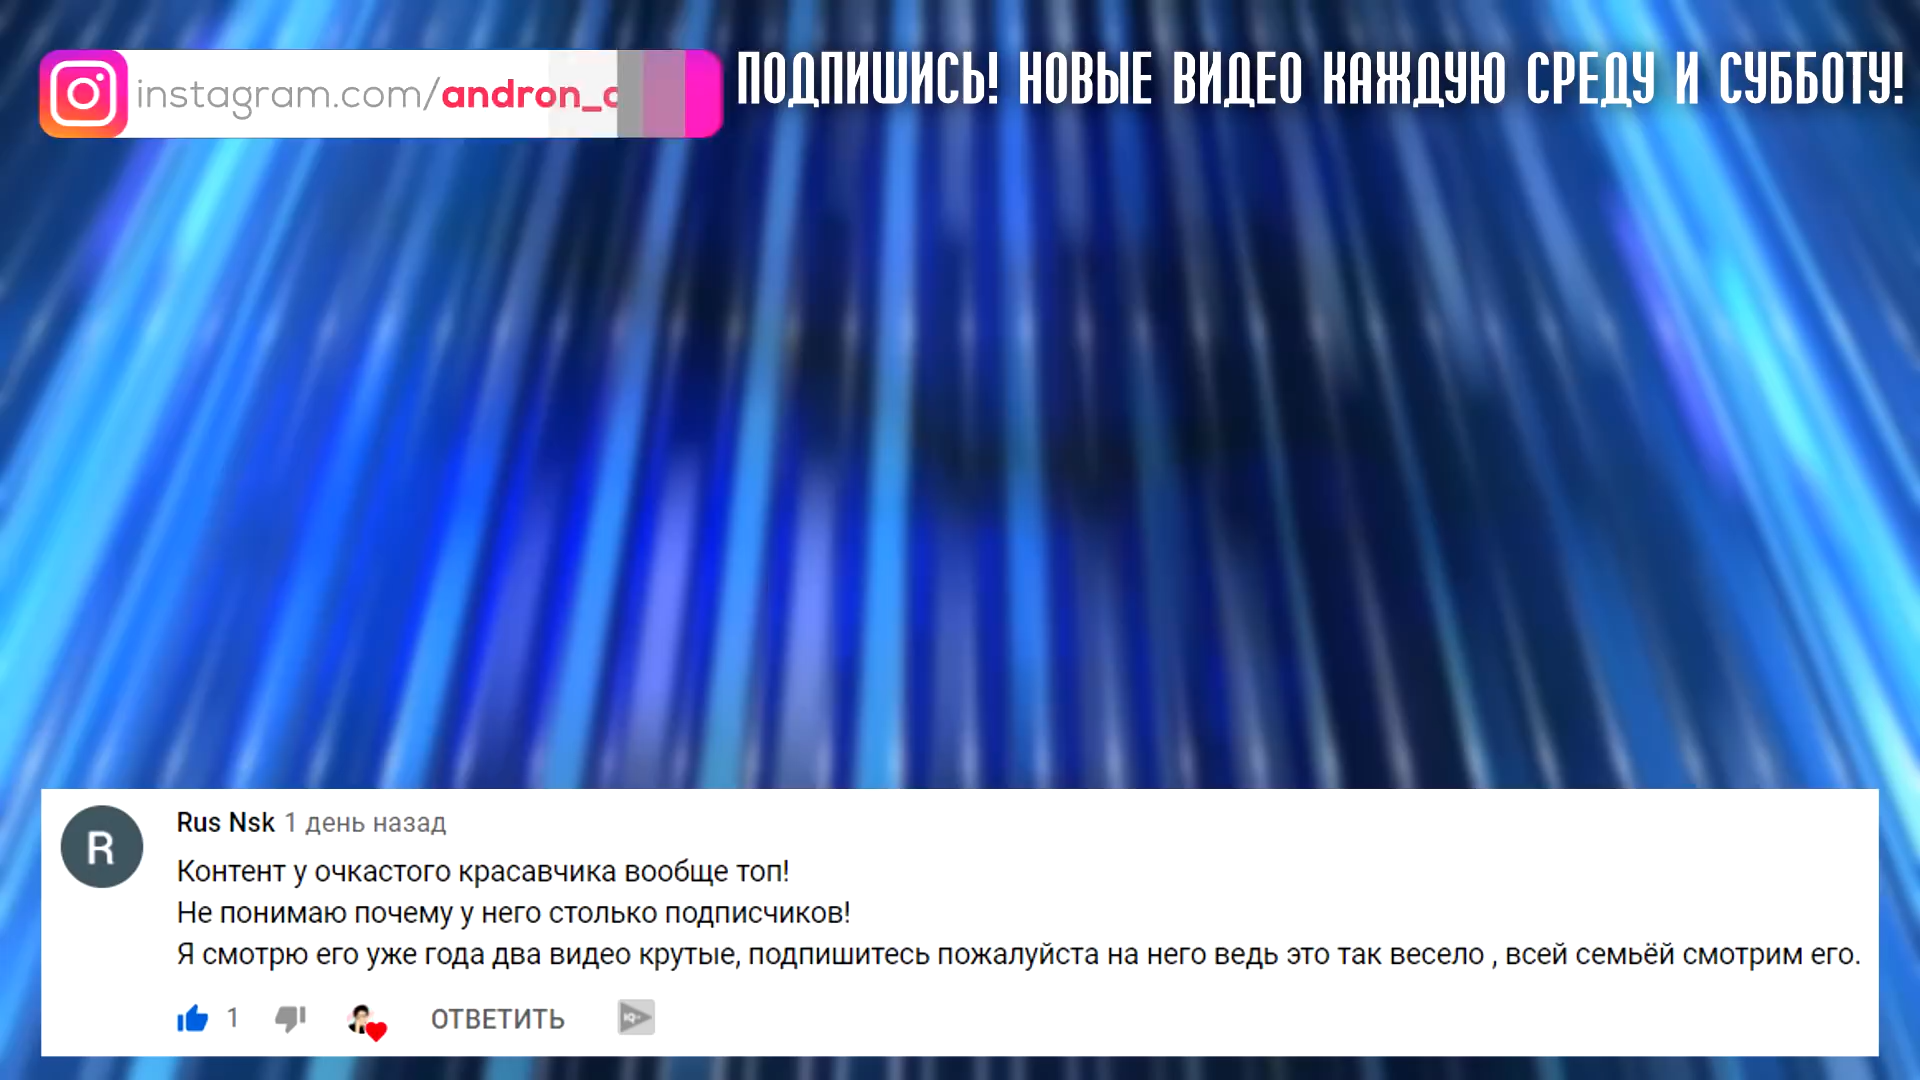 instagram.com/andron_
ПОДПИШИСЬ! НОВЫЕ ВИДЕО КАЖДУЮ СРЕДУ И СУББОТУ!
R
Rus Nsk 1 день назад
Контент у очкастого красавчика вообще топ!
Не понимаю почему у него столько подписчиков!
Я смотрю его уже года два видео крутые, подпишитесь пожалуйста на него ведь это так весело , всей семьёй смотрим его.
1 ОТВЕТИТЬ IQ